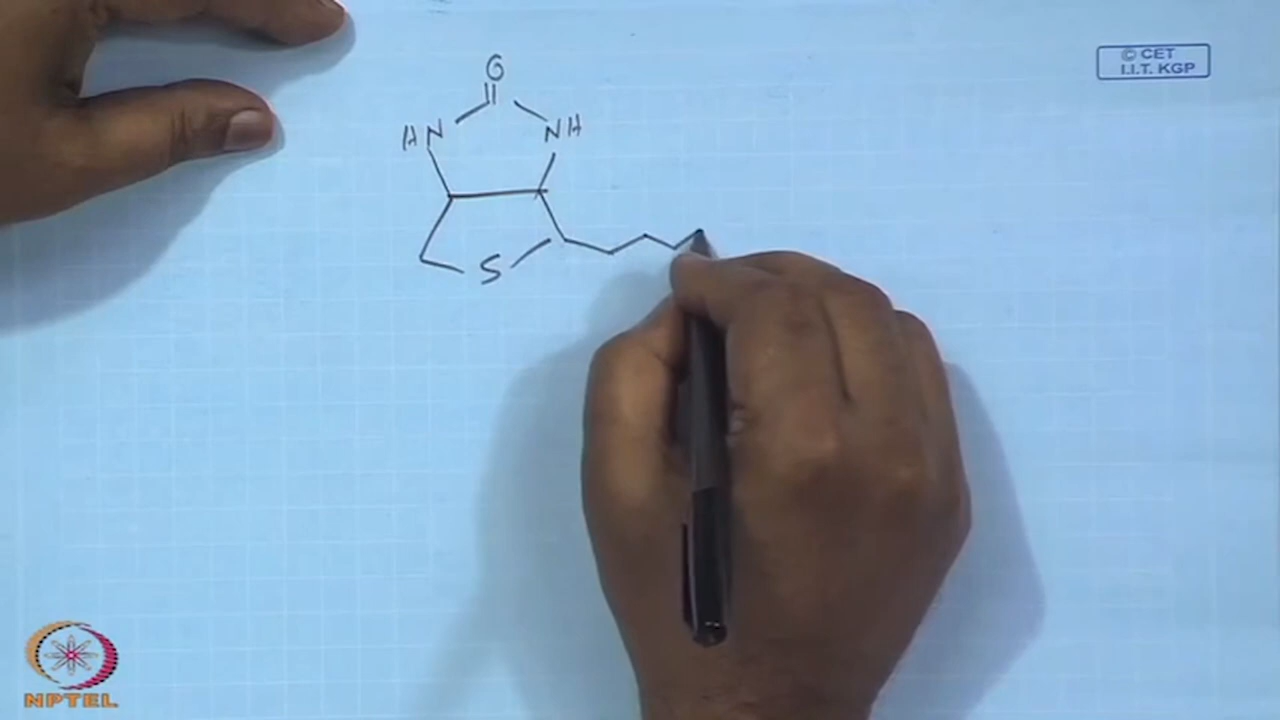 O
© CET
I.I.T. KGP
HN NH
S
NPTEL